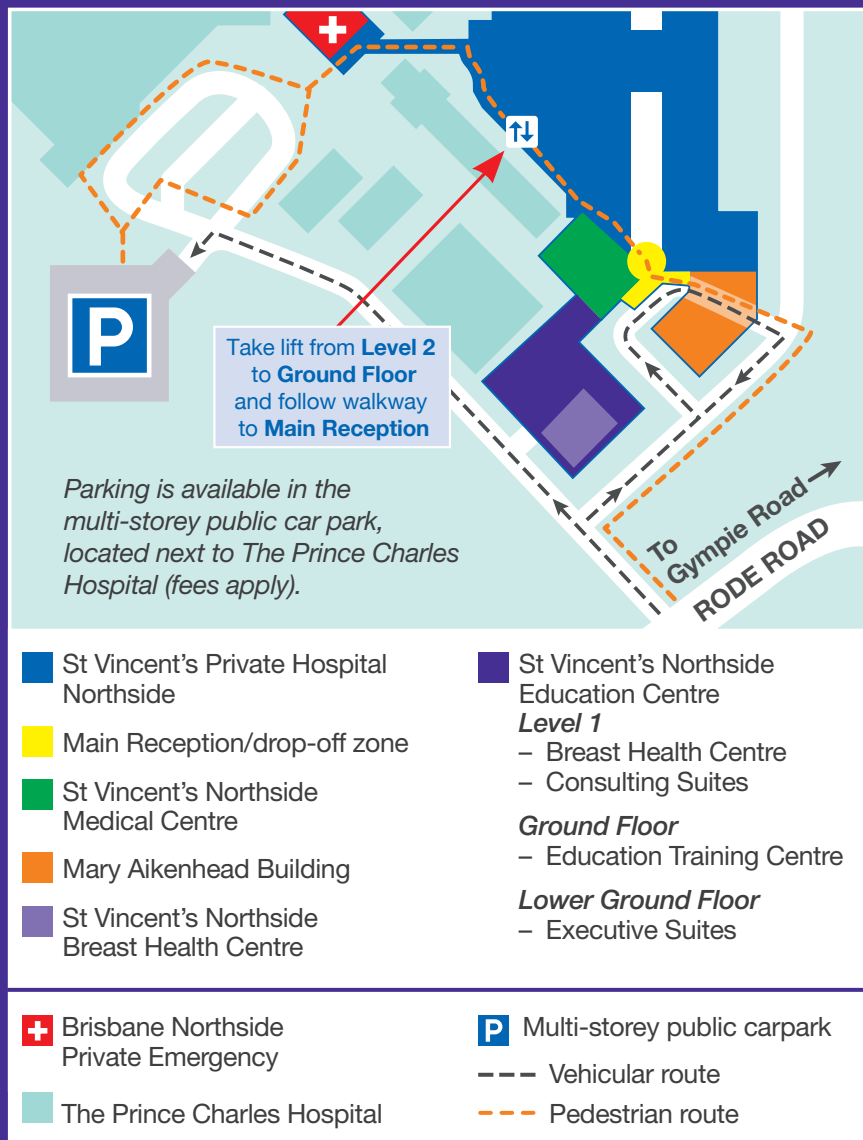 Take lift from Level 2
to Ground Floor
and follow walkway
to Main Reception
P
Parking is available in the
multi-storey public car park,
located next to The Prince Charles
Hospital (fees apply).
To
Gympie Road
RODE ROAD
St Vincent's Private Hospital
Northside
Main Reception/drop-off zone
St Vincent's Northside
Medical Centre
Mary Aikenhead Building
St Vincent's Northside
Breast Health Centre
St Vincent's Northside
Education Centre
Level 1
– Breast Health Centre
– Consulting Suites
Ground Floor
– Education Training Centre
Lower Ground Floor
– Executive Suites
Brisbane Northside
Private Emergency
The Prince Charles Hospital
P Multi-storey public carpark
Vehicular route
Pedestrian route